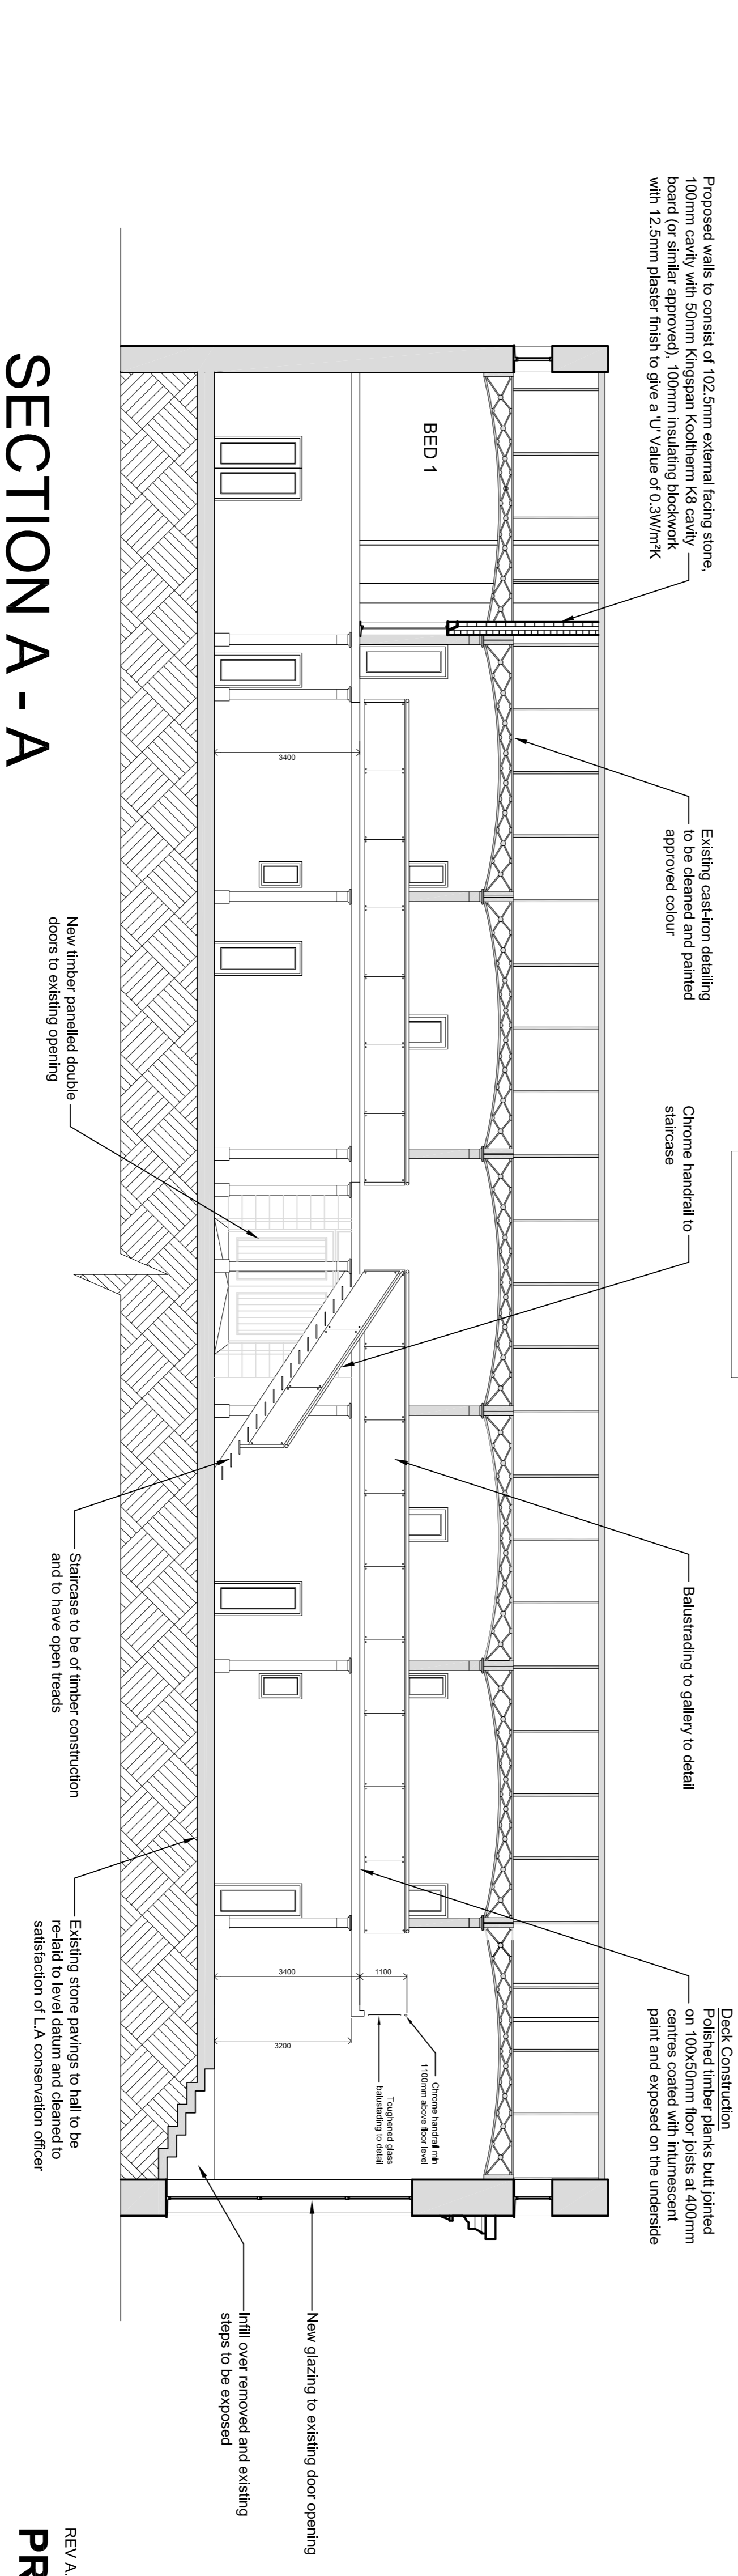 Proposed walls to consist of 102.5mm external facing stone,
100mm cavity with 50mm Kingspan Kooltherm K8 cavity
board (or similar approved), 100mm insulating blockwork
with 12.5mm plaster finish to give a 'U' Value of 0.3W/m²K
Existing cast-iron detailing
to be cleaned and painted
approved colour
Chrome handrail to
staircase
Balustrading to gallery to detail
Deck Construction
Polished timber planks butt jointed
on 100x50mm floor joists at 400mm
centres coated with intumescent
paint and exposed on the underside
BED 1
3400
3400
1100
3200
Chrome handrail min
1100mm above floor level
Toughened glass
balustading to detail
New glazing to existing door opening
Infill over removed and existing
steps to be exposed
New timber panelled double
doors to existing opening
Staircase to be of timber construction
and to have open treads
Existing stone pavings to hall to be
re-laid to level datum and cleaned to
satisfaction of L.A conservation officer
SECTION A - A
REV A.
PR